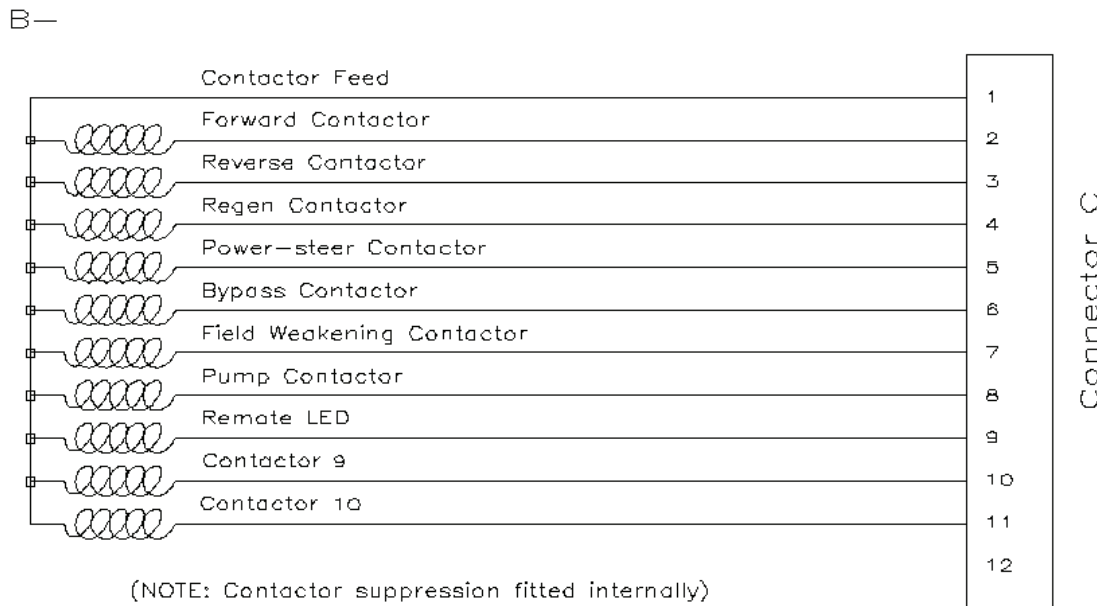 B—
Contactor Feed
1
Forward Contactor
2
Reverse Contactor
3
Regen Contactor
4
Power—steer Contactor
5
Bypass Contactor
6
Field Weakening Contactor
7
Pump Contactor
8
Remote LED
9
Contactor 9
10
Contactor 10
11
12
Connector C
(NOTE: Contactor suppression fitted internally)